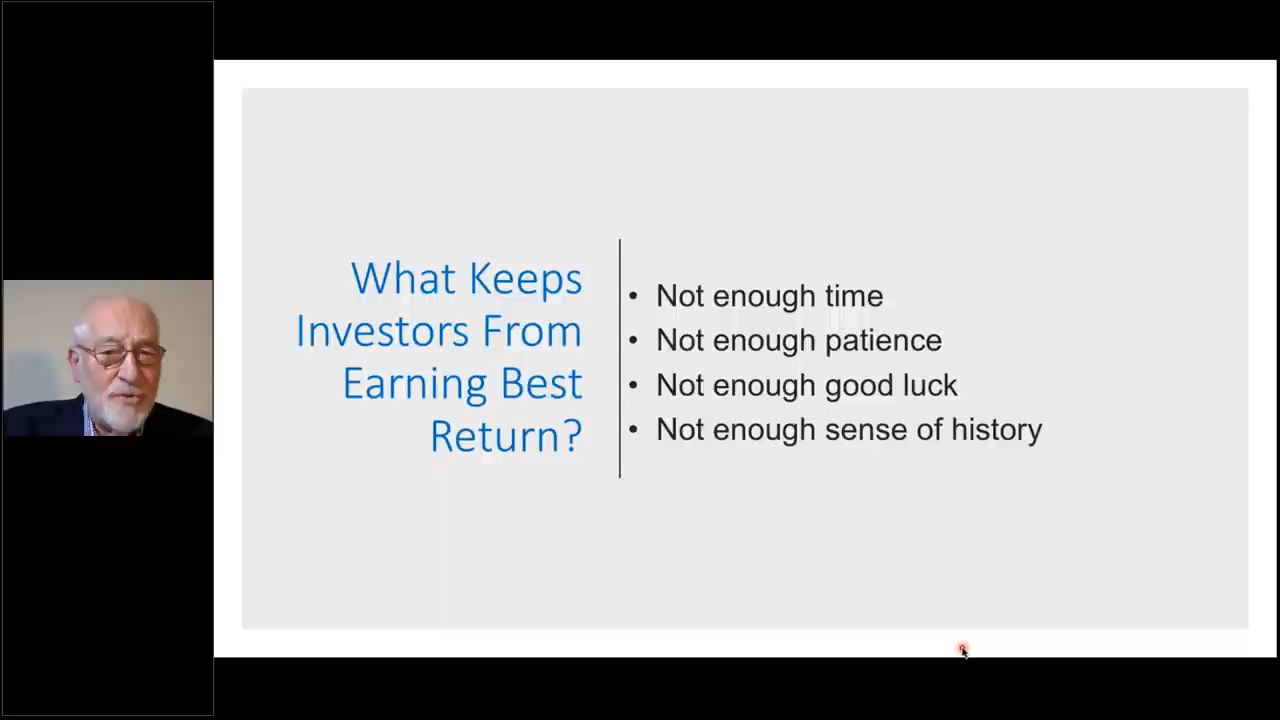 What Keeps
Investors From
Earning Best
Return?
• Not enough time
• Not enough patience
• Not enough good luck
• Not enough sense of history